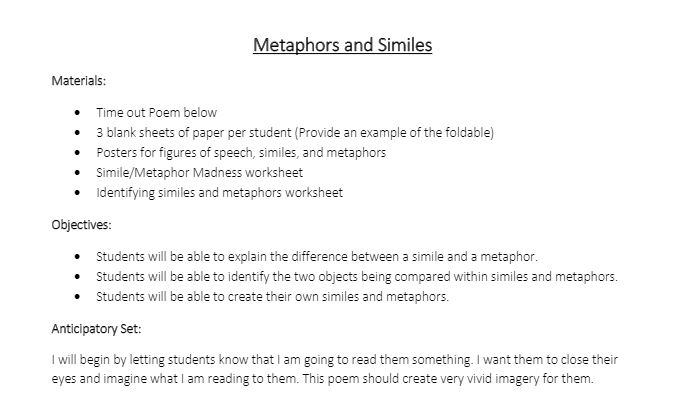 Metaphors and Similes
Materials:
• Time out Poem below
• 3 blank sheets of paper per student (Provide an example of the foldable)
• Posters for figures of speech, similes, and metaphors
• Simile/Metaphor Madness worksheet
• Identifying similes and metaphors worksheet
Objectives:
• Students will be able to explain the difference between a simile and a metaphor.
• Students will be able to identify the two objects being compared within similes and metaphors.
• Students will be able to create their own similes and metaphors.
Anticipatory Set:
I will begin by letting students know that I am going to read them something. I want them to close their
eyes and imagine what I am reading to them. This poem should create very vivid imagery for them.